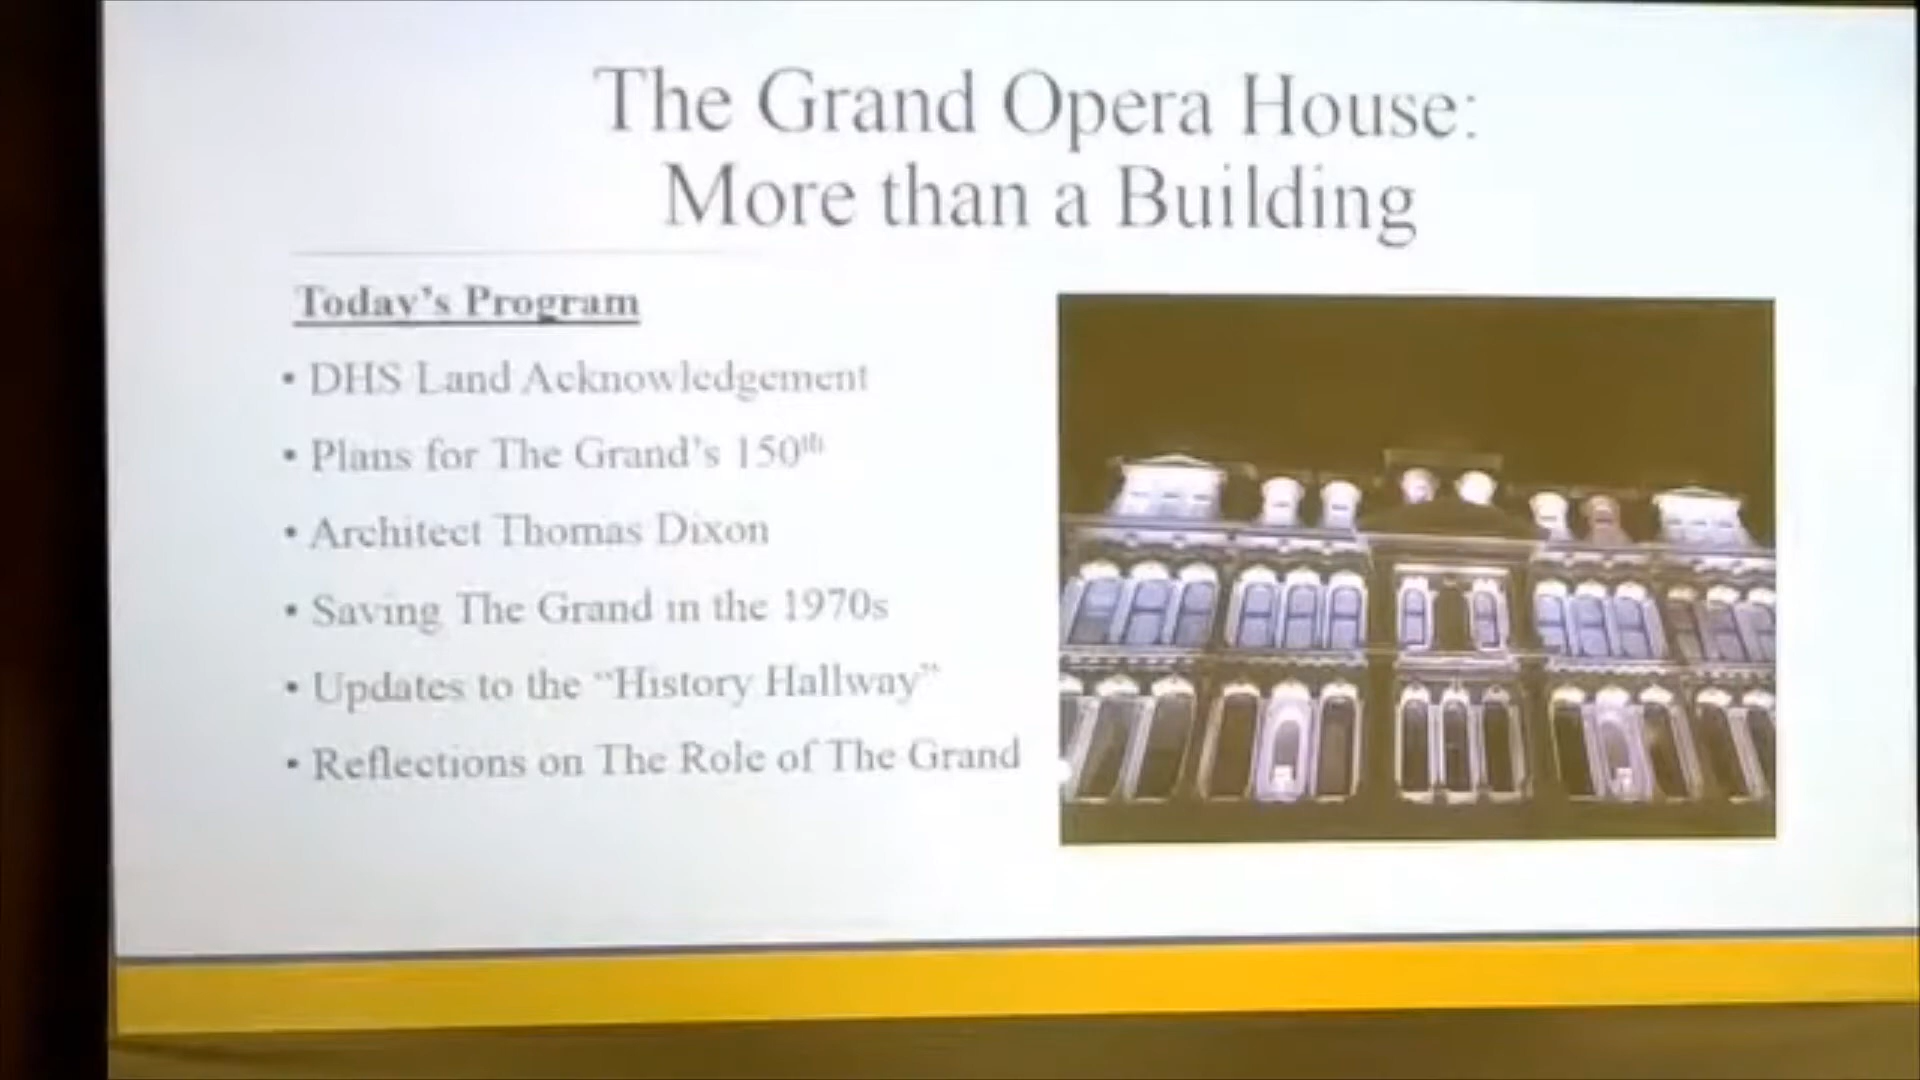 The Grand Opera House:
More than a Building
Today's Program
• DHS Land Acknowledgement
• Plans for The Grand's 150th
• Architect Thomas Dixon
• Saving The Grand in the 1970s
• Updates to the "History Hallway"
• Reflections on The Role of The Grand